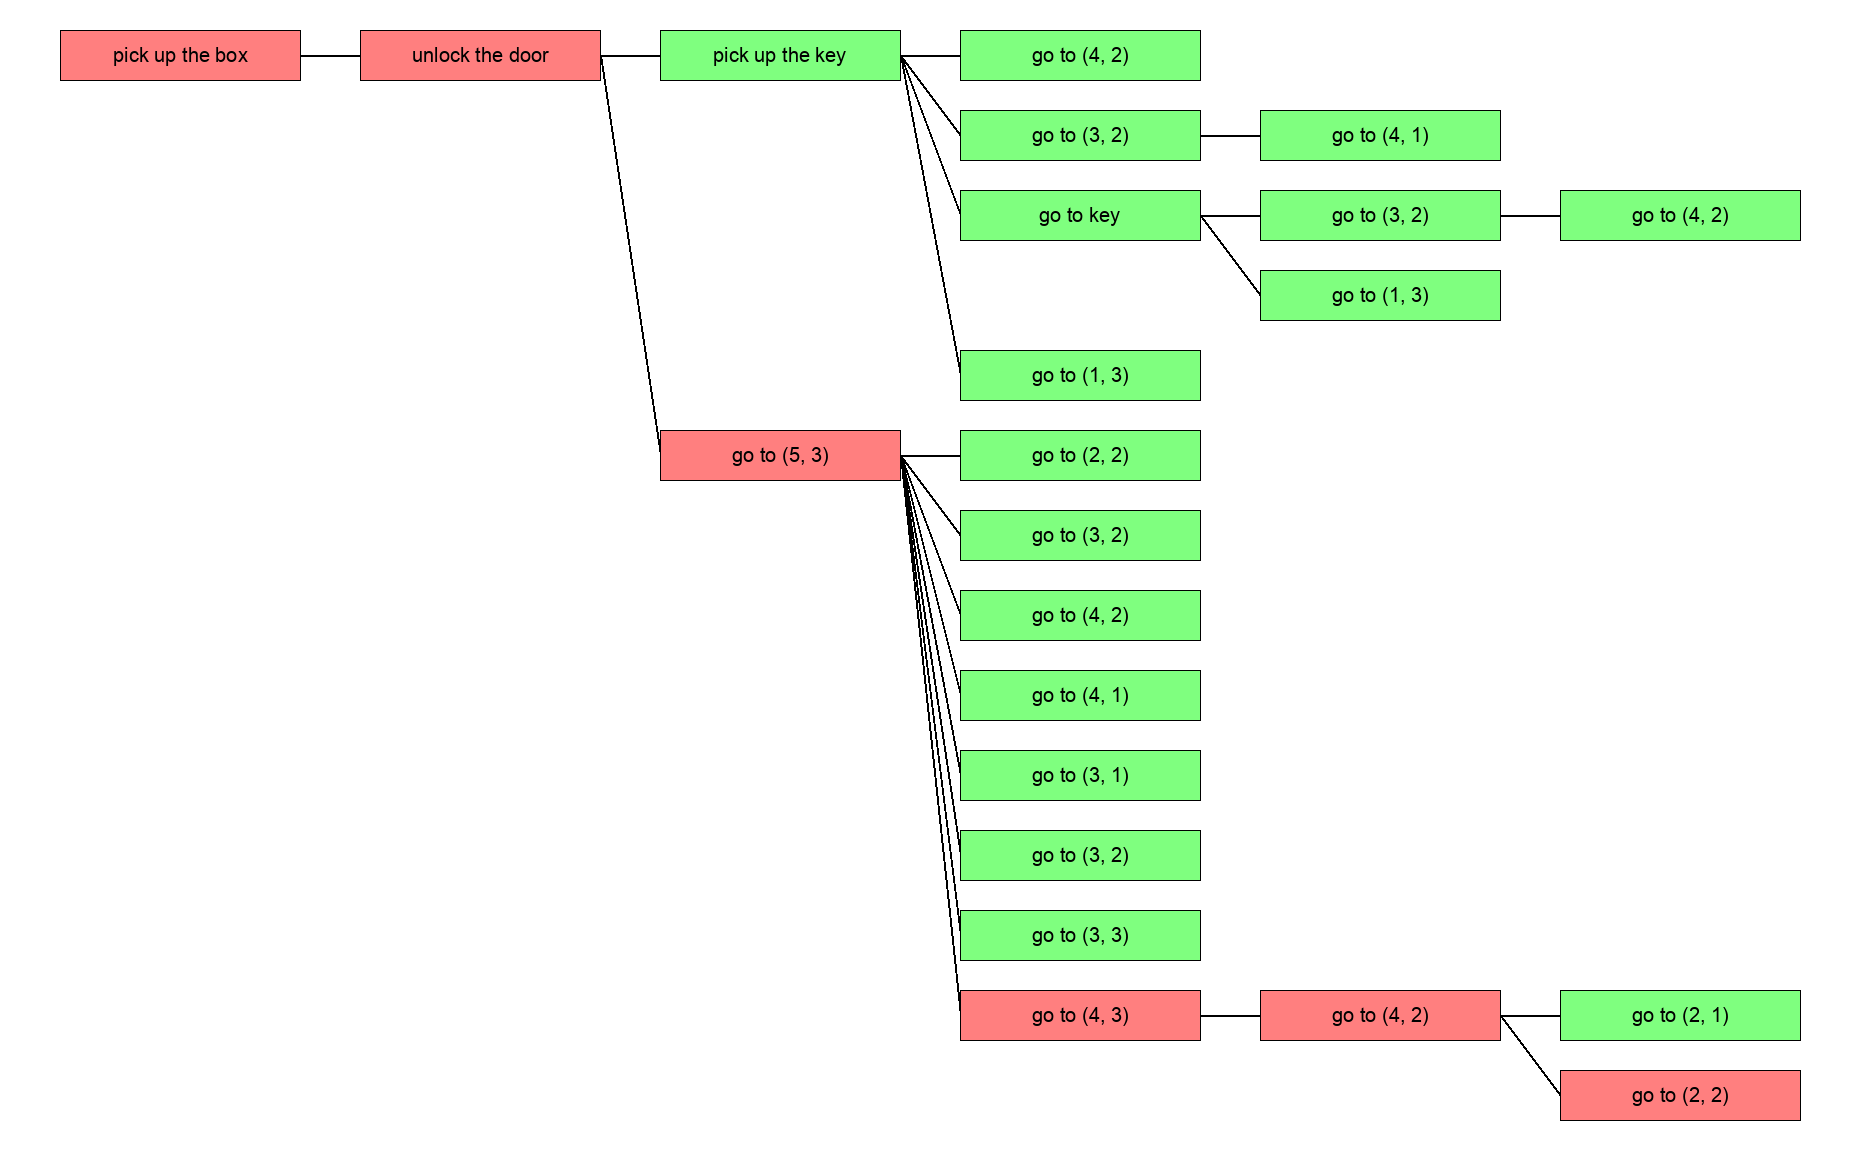 pick up the box
unlock the door
pick up the key
go to (4, 2)
go to (3, 2)
go to (4, 1)
go to key
go to (3, 2)
go to (4, 2)
go to (1, 3)
go to (1, 3)
go to (5, 3)
go to (2, 2)
go to (3, 2)
go to (4, 2)
go to (4, 1)
go to (3, 1)
go to (3, 2)
go to (3, 3)
go to (4, 3)
go to (4, 2)
go to (2, 1)
go to (2, 2)